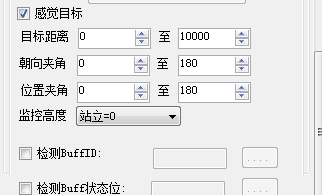 感觉目标
目标距离 0 至 10000
朝向夹角 0 至 180
位置夹角 0 至 180
监控高度 站立=0
检测BuffID: ....
检测Buff状态位: ....